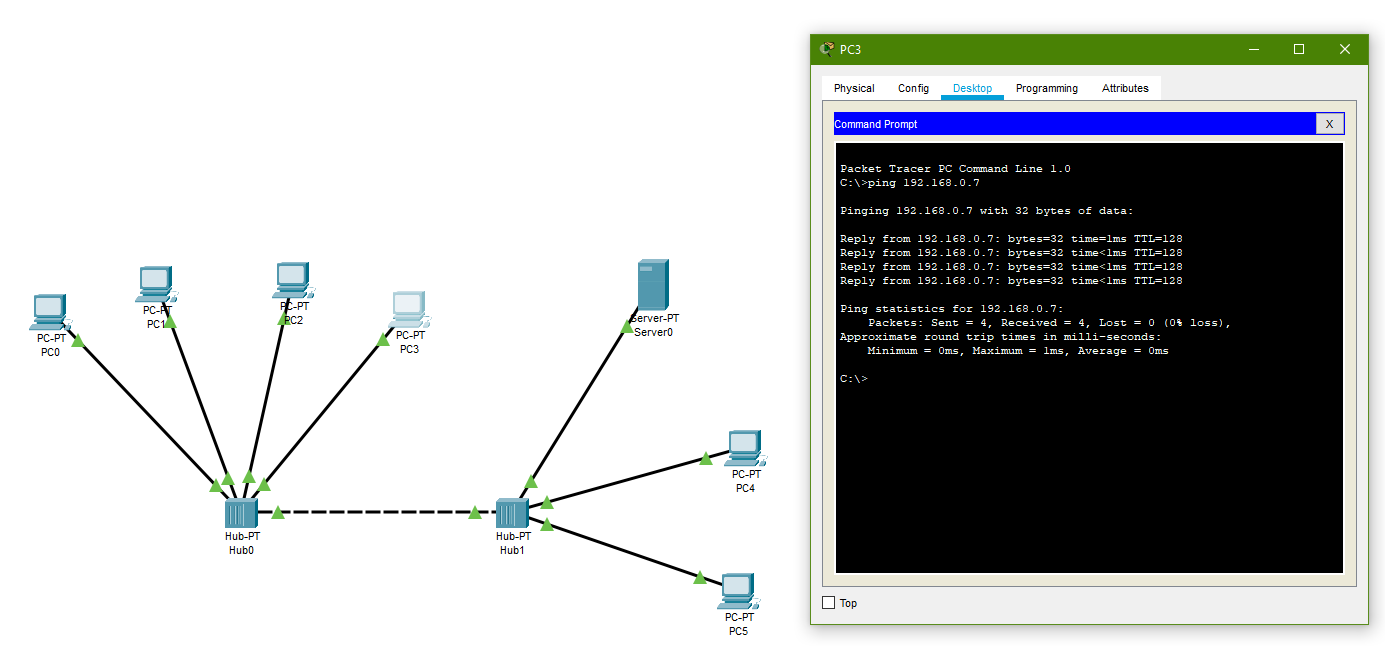 PC-PT
PC0
PC-PT
PC1
PC-PT
PC2
PC-PT
PC3
Server-PT
Server0
PC-PT
PC4
Hub-PT
Hub0
Hub-PT
Hub1
PC-PT
PC5
PC3
Physical Config Desktop Programming Attributes
Command Prompt X
Packet Tracer PC Command Line 1.0
C:\>ping 192.168.0.7
Pinging 192.168.0.7 with 32 bytes of data:
Reply from 192.168.0.7: bytes=32 time=1ms TTL=128
Reply from 192.168.0.7: bytes=32 time<1ms TTL=128
Reply from 192.168.0.7: bytes=32 time<1ms TTL=128
Reply from 192.168.0.7: bytes=32 time<1ms TTL=128
Ping statistics for 192.168.0.7:
Packets: Sent = 4, Received = 4, Lost = 0 (0% loss),
Approximate round trip times in milli-seconds:
Minimum = 0ms, Maximum = 1ms, Average = 0ms
C:\>
Top